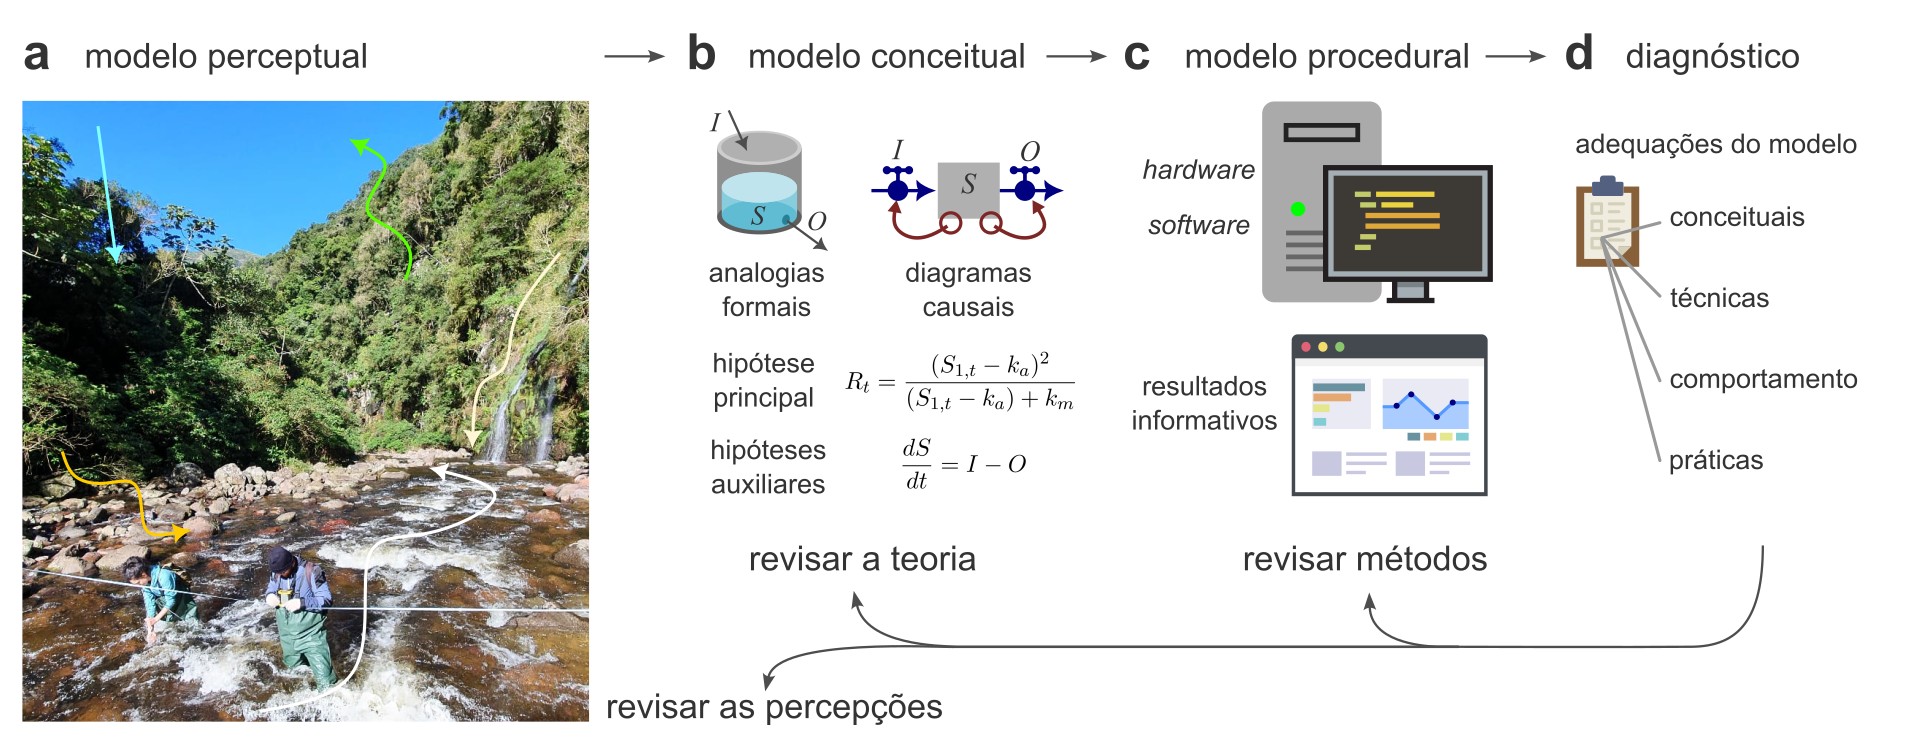 a modelo perceptual
b modelo conceitual
c modelo procedural
d diagnóstico
I
S
O
analogias
formais
I
S
O
diagramas
causais
hipótese
principal
R_t = (S_{1,t} − k_a)^2 / ((S_{1,t} − k_a) + k_m)
hipóteses
auxiliares
dS/dt = I − O
hardware
software
resultados
informativos
adequações do modelo
conceituais
técnicas
comportamento
práticas
revisar a teoria
revisar métodos
revisar as percepções